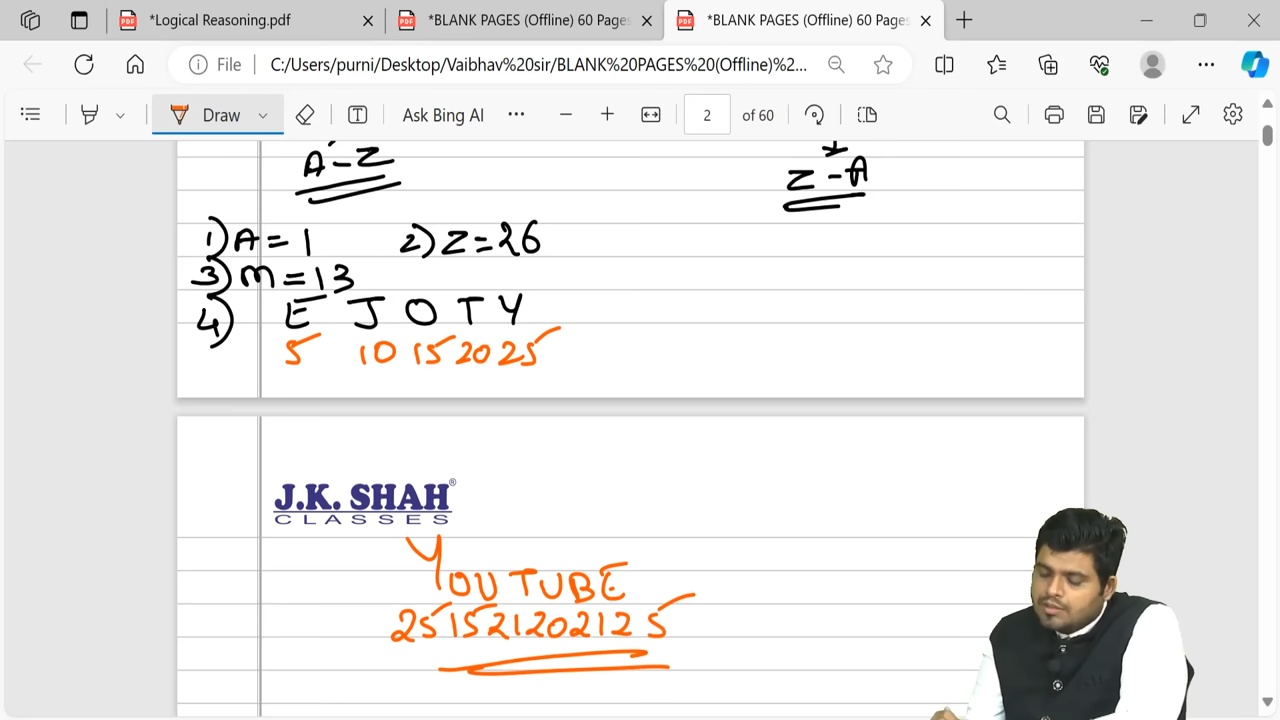 *Logical Reasoning.pdf
*BLANK PAGES (Offline) 60 Pages
*BLANK PAGES (Offline) 60 Pages
File
C:/Users/purni/Desktop/Vaibhav%20sir/BLANK%20PAGES%20(Offline)%2...
Draw
Ask Bing AI
2 of 60
A-Z
Z-A
1) A = 1 2) Z = 26
3) M = 13
4) E J O T Y
5 10 15 20 25
J.K. SHAH®
CLASSES
YOUTUBE
25 15 21 20 21 2 5